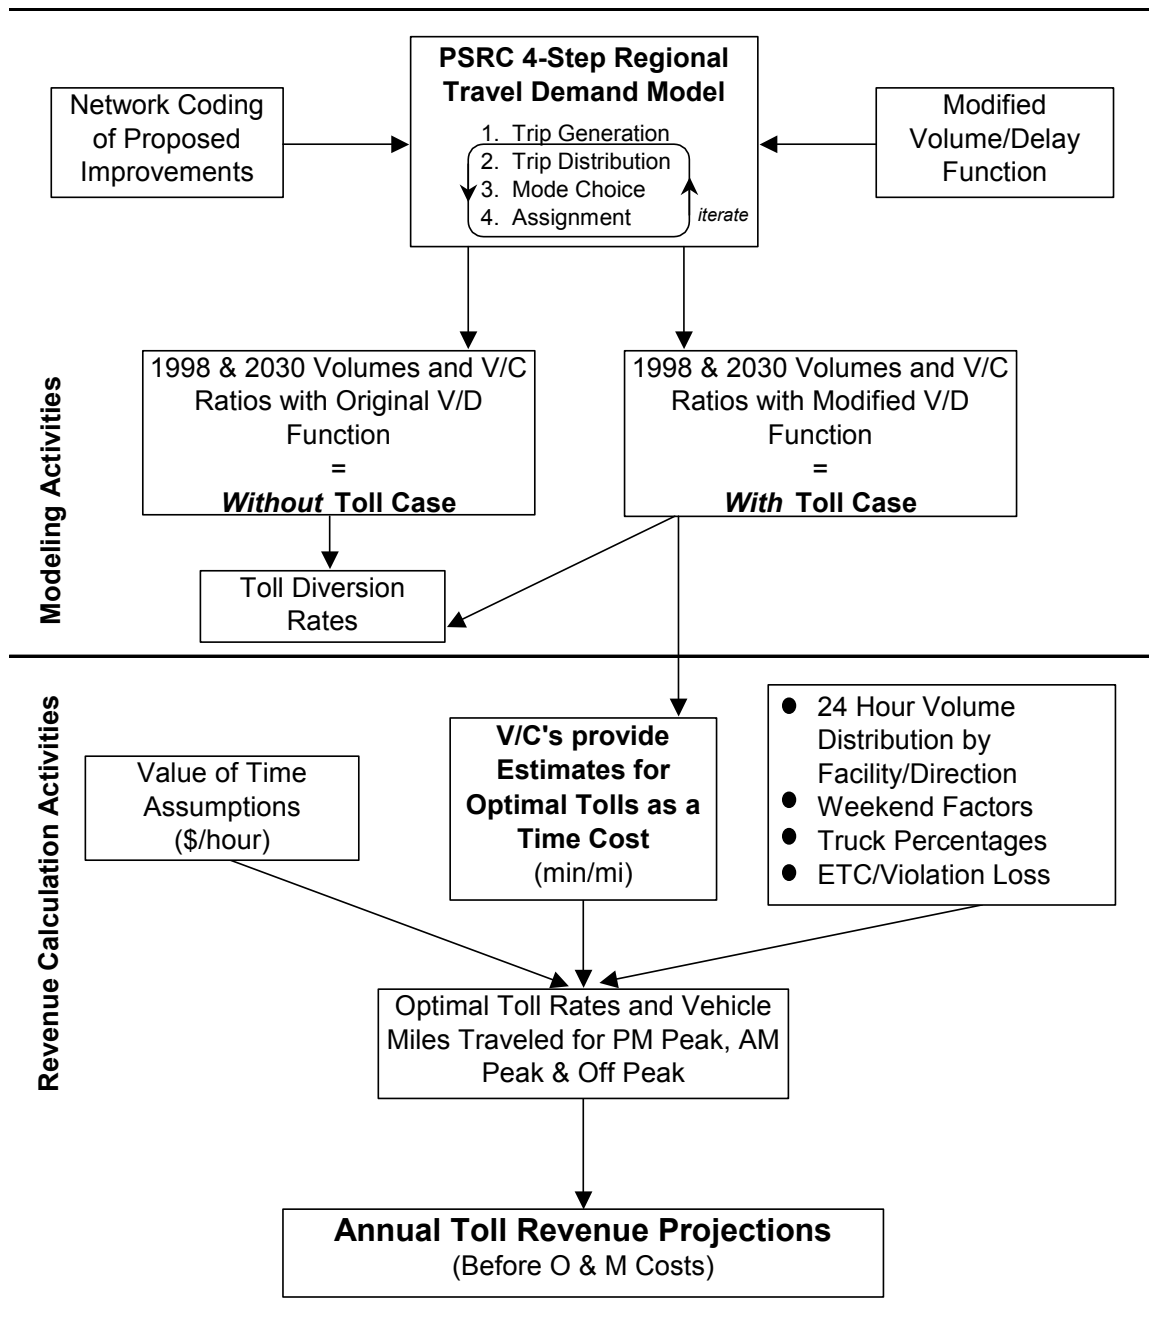 PSRC 4-Step Regional
Travel Demand Model
1. Trip Generation
2. Trip Distribution
3. Mode Choice
4. Assignment
iterate
Network Coding
of Proposed
Improvements
Modified
Volume/Delay
Function
Modeling Activities
1998 & 2030 Volumes and V/C
Ratios with Original V/D
Function
=
Without Toll Case
1998 & 2030 Volumes and V/C
Ratios with Modified V/D
Function
=
With Toll Case
Toll Diversion
Rates
Revenue Calculation Activities
Value of Time
Assumptions
($/hour)
V/C's provide
Estimates for
Optimal Tolls as a
Time Cost
(min/mi)
● 24 Hour Volume
Distribution by
Facility/Direction
● Weekend Factors
● Truck Percentages
● ETC/Violation Loss
Optimal Toll Rates and Vehicle
Miles Traveled for PM Peak, AM
Peak & Off Peak
Annual Toll Revenue Projections
(Before O & M Costs)